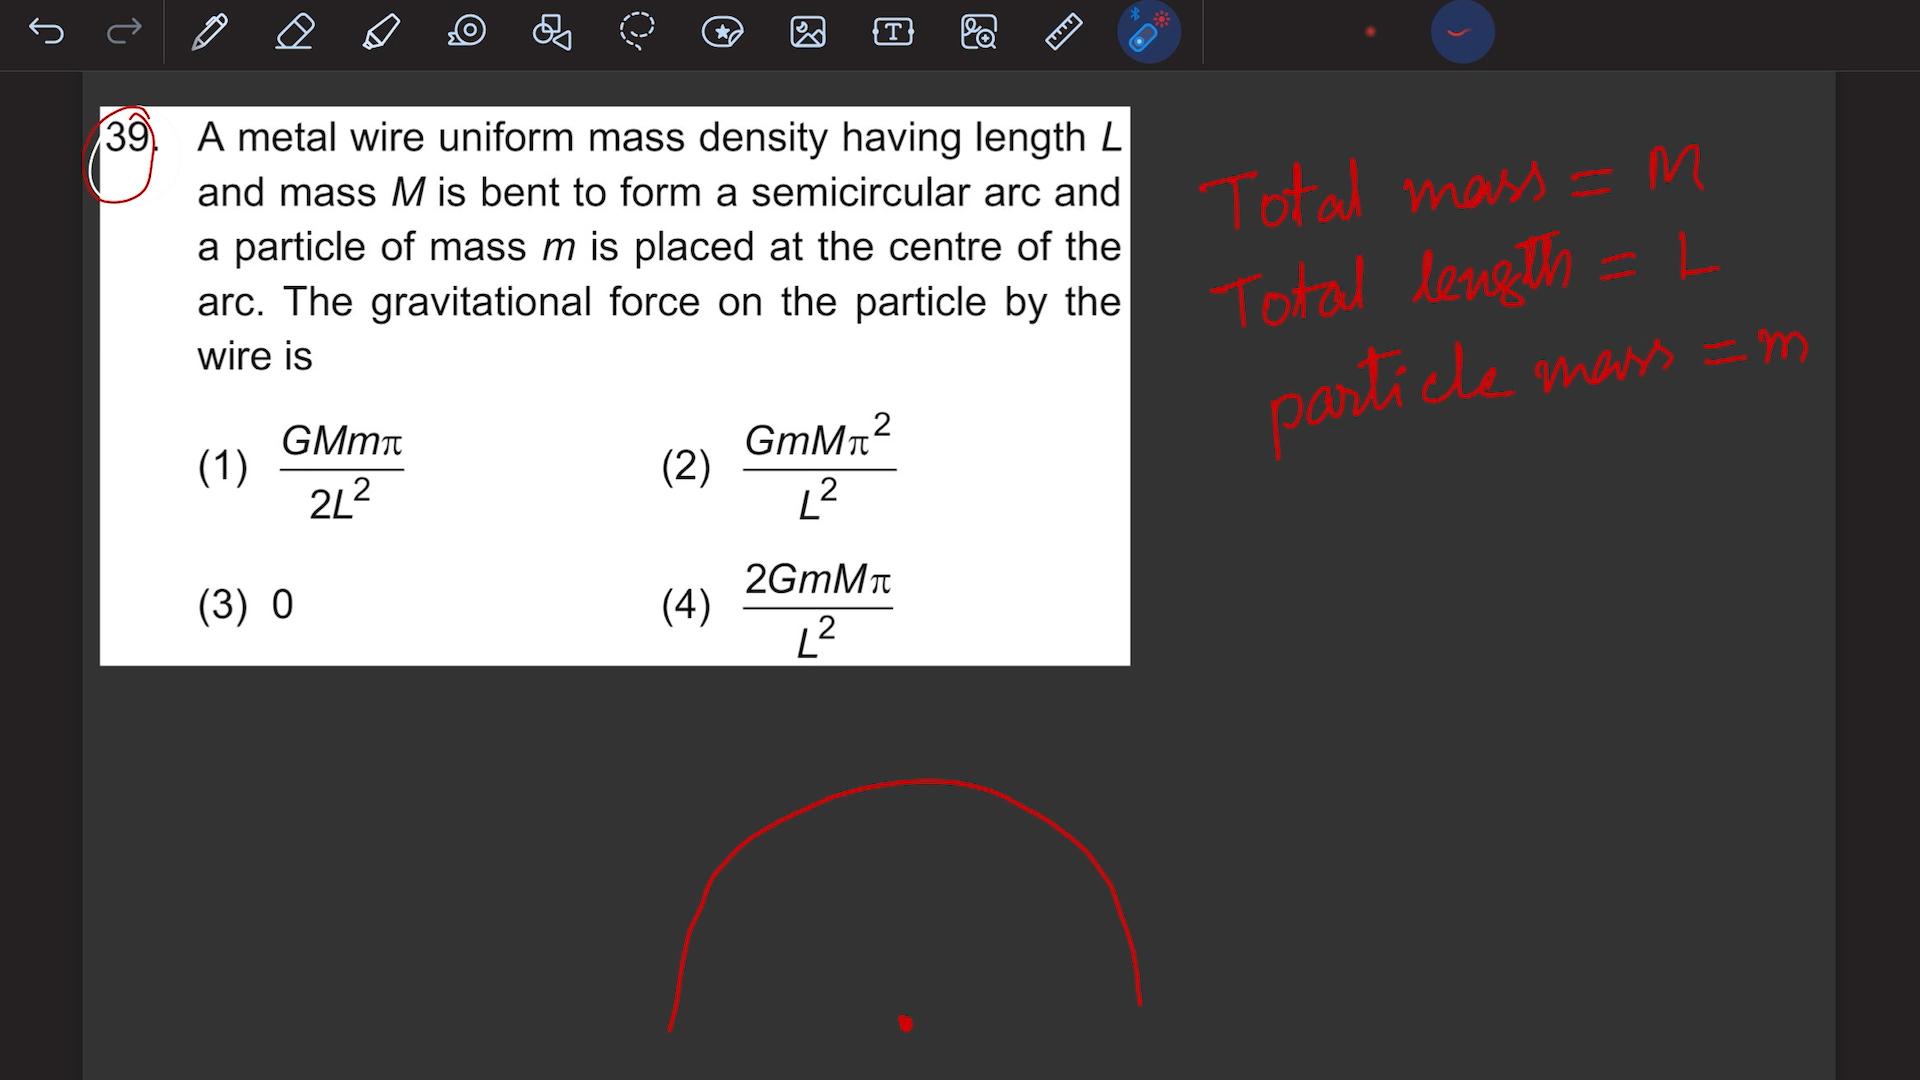 39. A metal wire uniform mass density having length L
and mass M is bent to form a semicircular arc and
a particle of mass m is placed at the centre of the
arc. The gravitational force on the particle by the
wire is
(1) GMmπ / 2L²
(2) GmMπ² / L²
(3) 0
(4) 2GmMπ / L²
Total mass = M
Total length = L
particle mass = m